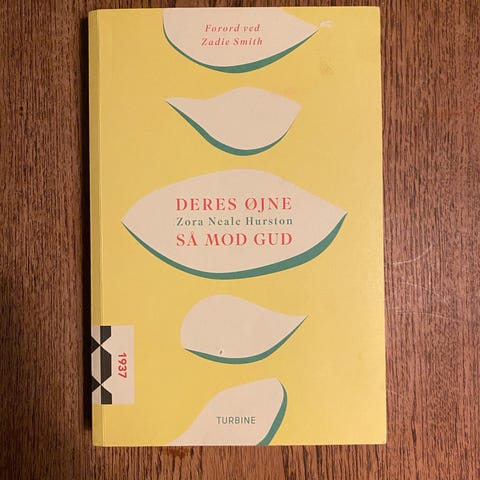 Forord ved
Zadie Smith
DERES ØJNE
Zora Neale Hurston
SÅ MOD GUD
1937
TURBINE